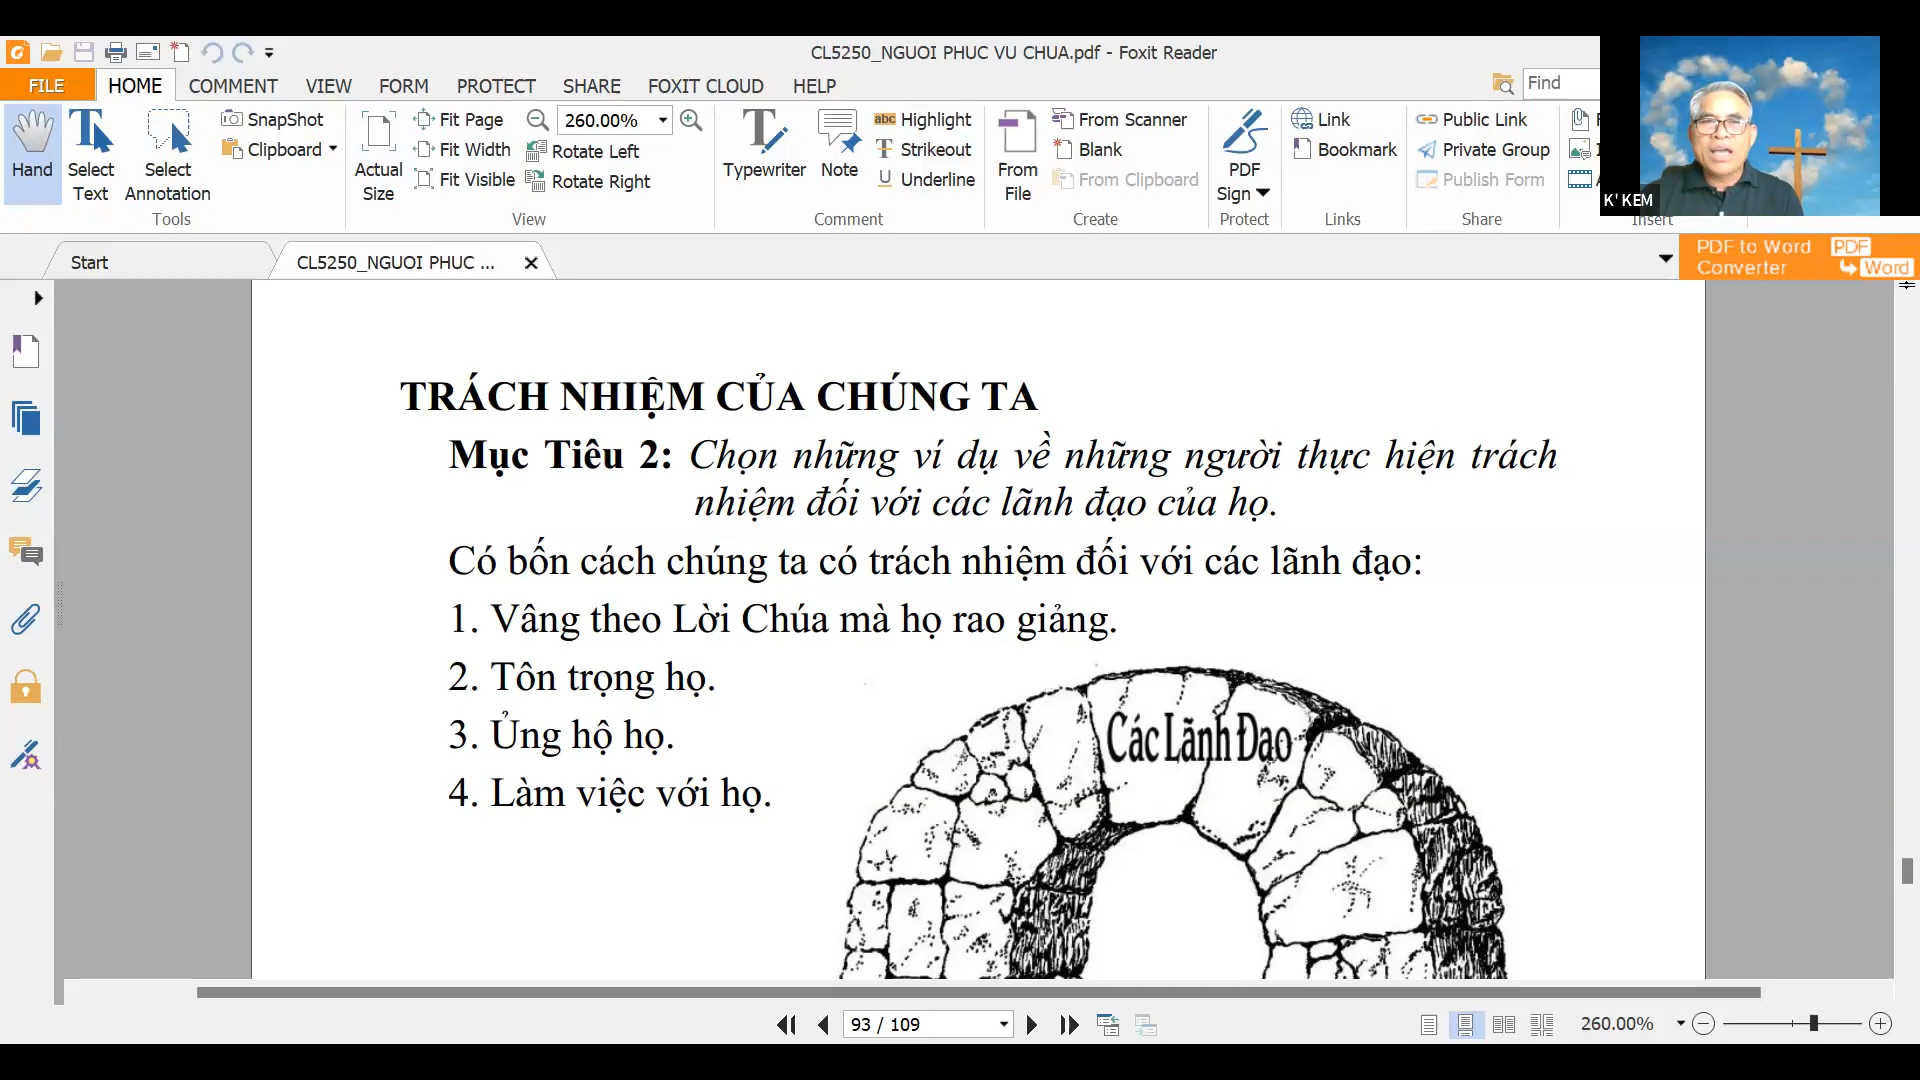 CL5250_NGUOI PHUC VU CHUA.pdf - Foxit Reader
FILE HOME COMMENT VIEW FORM PROTECT SHARE FOXIT CLOUD HELP
Find
Hand
Select Text
Select Annotation
SnapShot
Clipboard
Tools
Actual Size
Fit Page
Fit Width
Fit Visible
260.00%
Rotate Left
Rotate Right
View
Typewriter
Note
abc Highlight
Strikeout
Underline
Comment
From File
From Scanner
Blank
From Clipboard
Create
PDF Sign
Protect
Link
Bookmark
Links
Public Link
Private Group
Publish Form
Share
Insert
K' KEM
Start
CL5250_NGUOI PHUC ...
PDF to Word Converter
PDF
Word
TRÁCH NHIỆM CỦA CHÚNG TA
Mục Tiêu 2: Chọn những ví dụ về những người thực hiện trách
nhiệm đối với các lãnh đạo của họ.
Có bốn cách chúng ta có trách nhiệm đối với các lãnh đạo:
1. Vâng theo Lời Chúa mà họ rao giảng.
2. Tôn trọng họ.
3. Ủng hộ họ.
4. Làm việc với họ.
Các Lãnh Đạo
93 / 109
260.00%